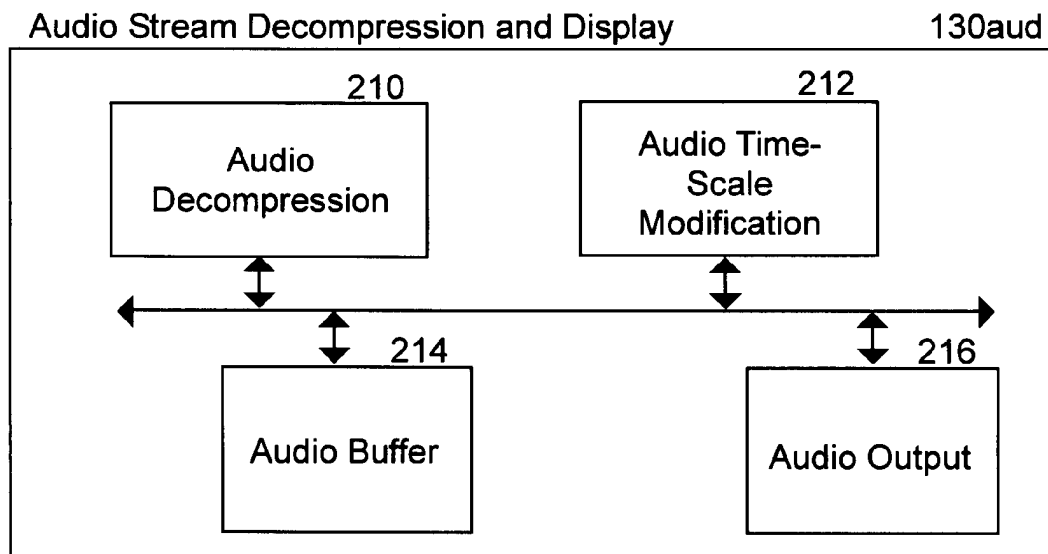 Audio Stream Decompression and Display 130aud
210
Audio
Decompression
212
Audio Time-
Scale
Modification
214
Audio Buffer
216
Audio Output